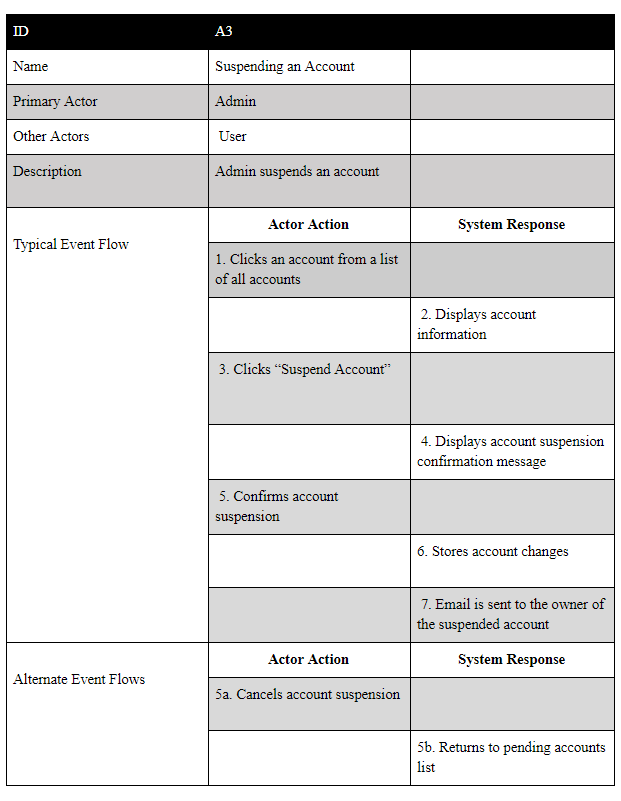 ID A3
Name Suspending an Account
Primary Actor Admin
Other Actors User
Description Admin suspends an account
Actor Action System Response
Typical Event Flow
1. Clicks an account from a list
of all accounts
2. Displays account
information
3. Clicks “Suspend Account”
4. Displays account suspension
confirmation message
5. Confirms account
suspension
6. Stores account changes
7. Email is sent to the owner of
the suspended account
Actor Action System Response
Alternate Event Flows
5a. Cancels account suspension
5b. Returns to pending accounts
list